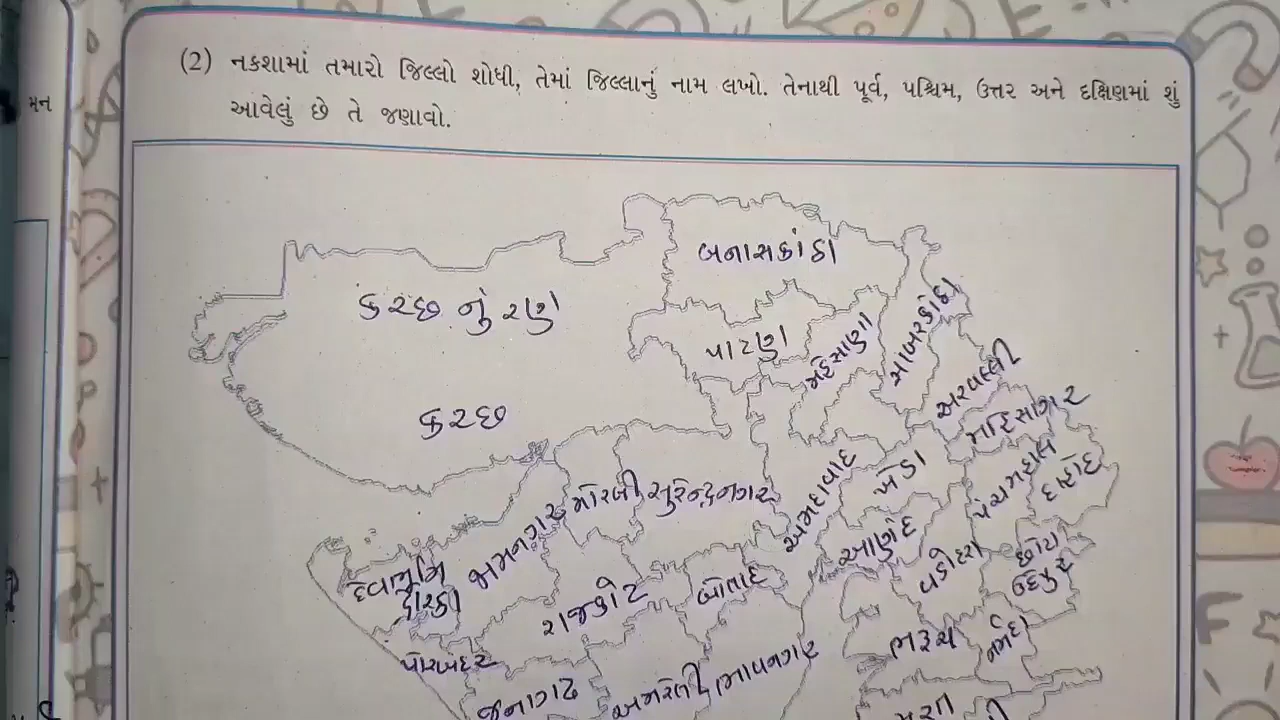 મન
(2) નકશામાં તમારો જિલ્લો શોધી, તેમાં જિલ્લાનું નામ લખો. તેનાથી પૂર્વ, પશ્ચિમ, ઉત્તર અને દક્ષિણમાં શું
આવેલું છે તે જણાવો.
બનાસકાંઠા
કચ્છ નું રણ
પાટણ
મહેસાણા
સાબરકાંઠા
અરવલ્લી
કચ્છ
મહિસાગર
મોરબી
સુરેન્દ્રનગર
અમદાવાદ
ખેડા
પંચમહાલ
દાહોદ
જામનગર
આણંદ
દેવભૂમિ
દ્વારકા
રાજકોટ
બોતાદ
વડોદરા
છોટા
ઉદેપુર
પોરબંદર
ભરૂચ
નર્મદા
જુનાગઢ
અમરેલી
ભાવનગર